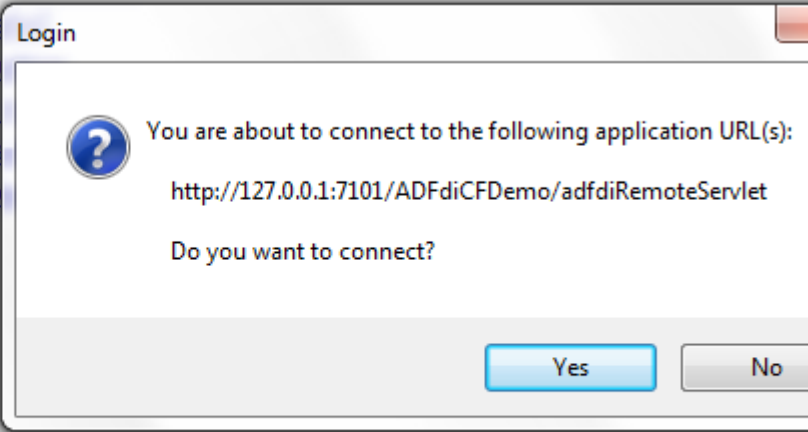 Login
You are about to connect to the following application URL(s):
http://127.0.0.1:7101/ADFdiCFDemo/adfdiRemoteServlet
Do you want to connect?
Yes
No